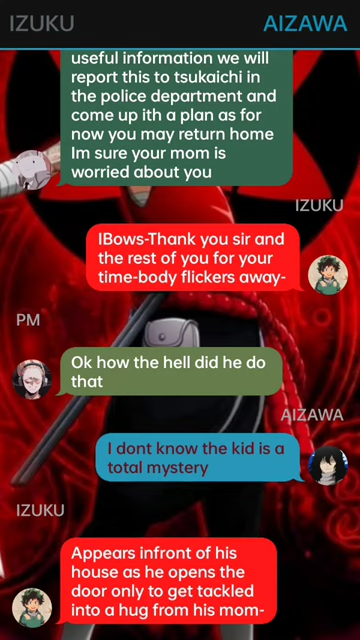 IZUKU
AIZAWA
useful information we will
report this to tsukaichi in
the police department and
come up ith a plan as for
now you may return home
Im sure your mom is
worried about you
IZUKU
IBows-Thank you sir and
the rest of you for your
time-body flickers away-
PM
Ok how the hell did he do
that
AIZAWA
I dont know the kid is a
total mystery
IZUKU
Appears infront of his
house as he opens the
door only to get tackled
into a hug from his mom-